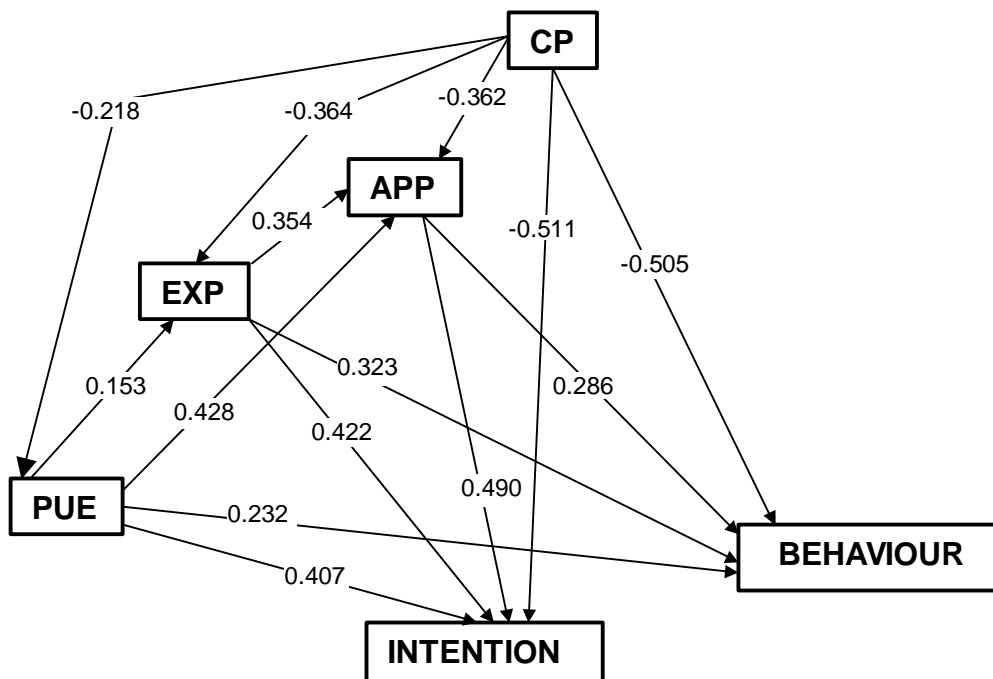 CP
-0.218
-0.364
-0.362
APP
0.354
-0.511
-0.505
EXP
0.323
0.153
0.428
0.422
0.286
0.490
PUE
0.232
BEHAVIOUR
0.407
INTENTION